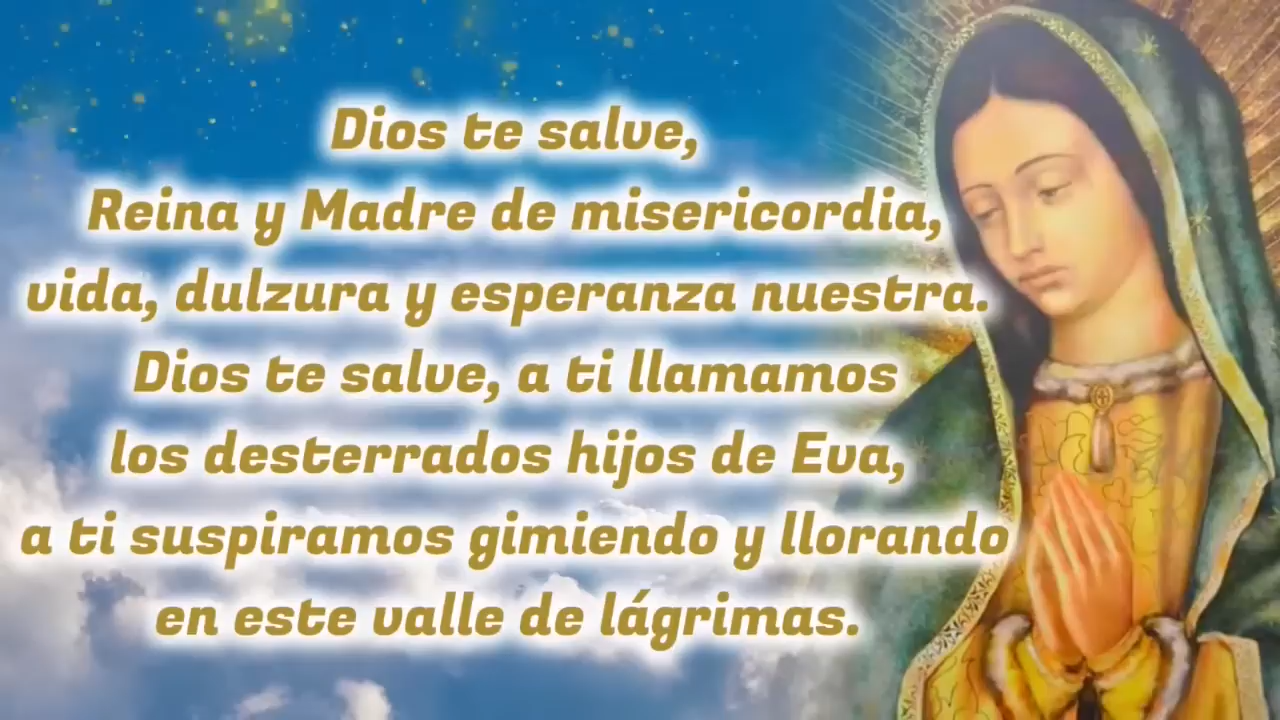 Dios te salve,
Reina y Madre de misericordia,
vida, dulzura y esperanza nuestra.
Dios te salve, a ti llamamos
los desterrados hijos de Eva,
a ti suspiramos gimiendo y llorando
en este valle de lágrimas.